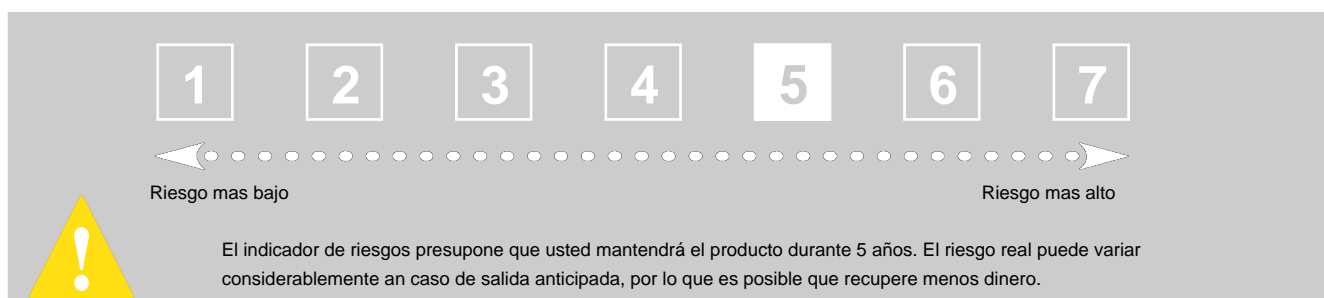 1 2 3 4 5 6 7
Riesgo mas bajo Riesgo mas alto
!
El indicador de riesgos presupone que usted mantendrá el producto durante 5 años. El riesgo real puede variar
considerablemente an caso de salida anticipada, por lo que es posible que recupere menos dinero.